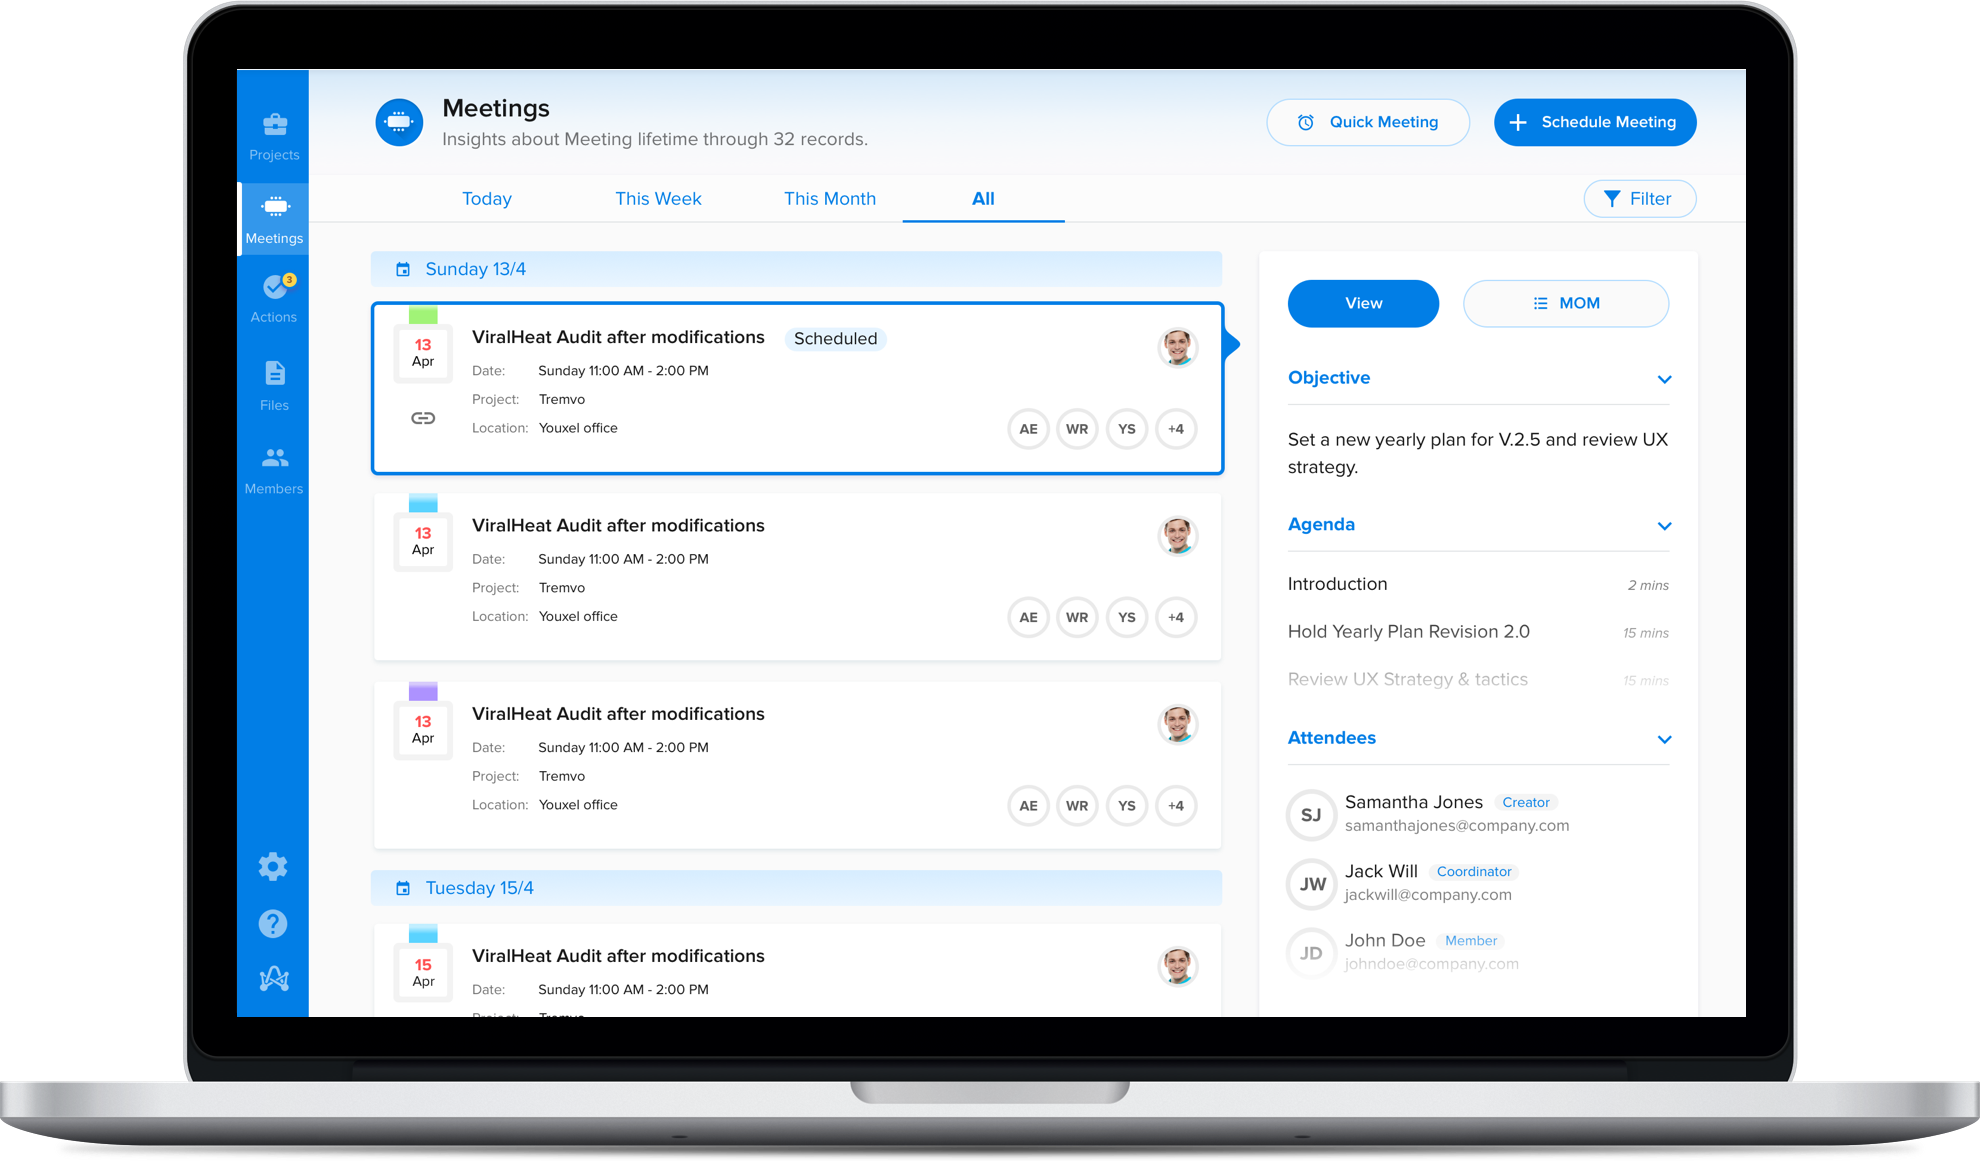 Projects
Meetings
3
Actions
Files
Members
?
Meetings
Insights about Meeting lifetime through 32 records.
Quick Meeting
+ Schedule Meeting
Today
This Week
This Month
All
Filter
Sunday 13/4
13
Apr
ViralHeat Audit after modifications
Scheduled
Date: Sunday 11:00 AM - 2:00 PM
Project: Tremvo
Location: Youxel office
AE WR YS +4
13
Apr
ViralHeat Audit after modifications
Date: Sunday 11:00 AM - 2:00 PM
Project: Tremvo
Location: Youxel office
AE WR YS +4
13
Apr
ViralHeat Audit after modifications
Date: Sunday 11:00 AM - 2:00 PM
Project: Tremvo
Location: Youxel office
AE WR YS +4
Tuesday 15/4
15
Apr
ViralHeat Audit after modifications
Date: Sunday 11:00 AM - 2:00 PM
Project: Tremvo
View
MOM
Objective
Set a new yearly plan for V.2.5 and review UX
strategy.
Agenda
Introduction 2 mins
Hold Yearly Plan Revision 2.0 15 mins
Review UX Strategy & tactics 15 mins
Attendees
SJ
Samantha Jones Creator
samanthajones@company.com
JW
Jack Will Coordinator
jackwill@company.com
JD
John Doe Member
johndoe@company.com